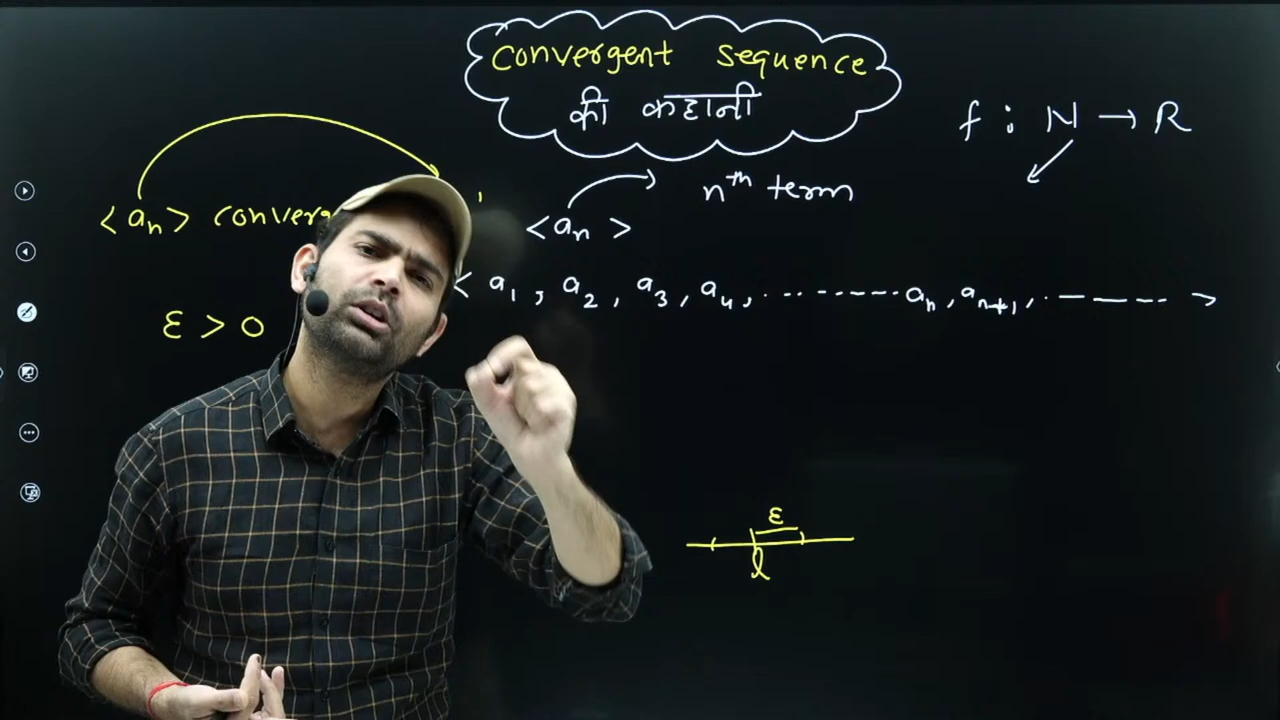 convergent sequence
की कहानी
f : N → R
nth term
<an> converg
<an>
< a1, a2, a3, a4, ............ an, an+1, . ------ >
ε > 0
ε
l